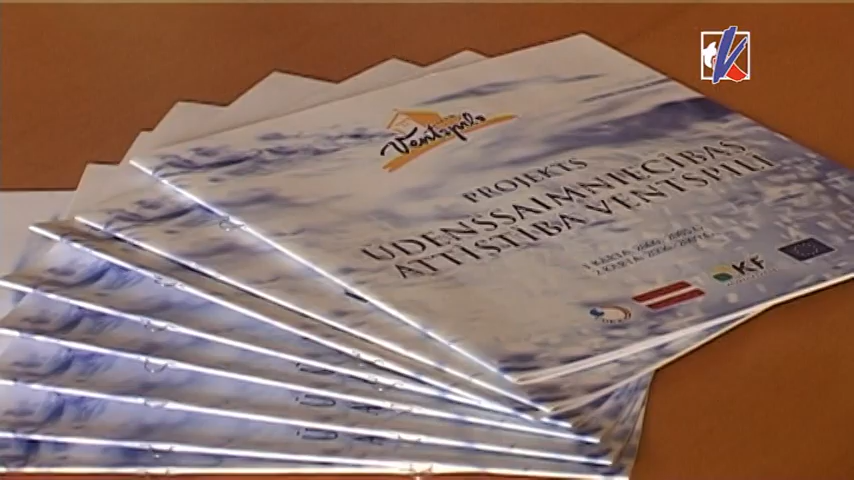 Ventspils
PROJEKTS
ŪDENSSAIMNIECĪBAS
ATTĪSTĪBA VENTSPILĪ
KF